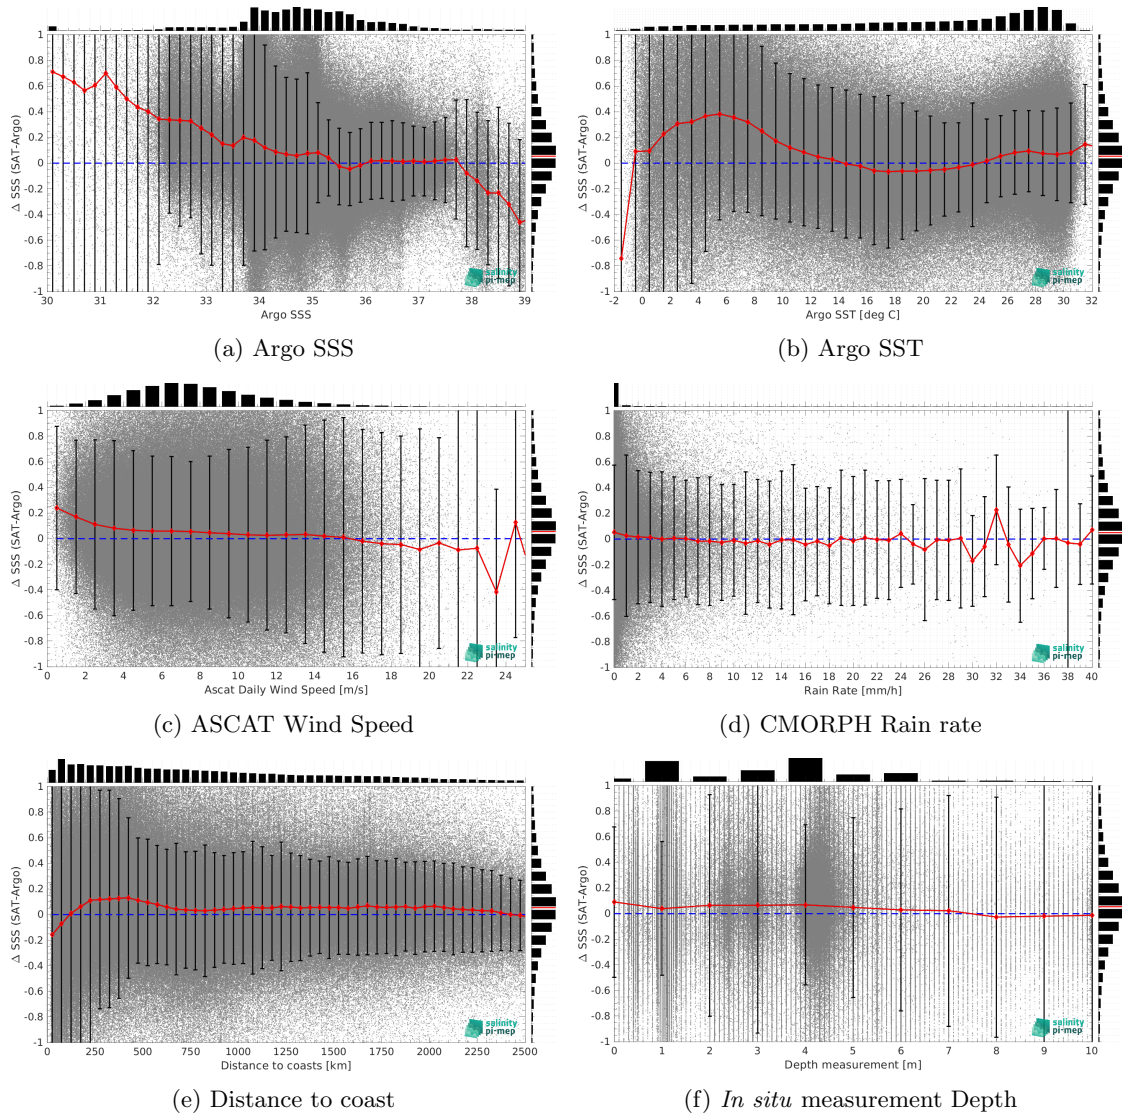 1
0.8
0.6
0.4
0.2
0
-0.2
-0.4
-0.6
-0.8
-1
Δ SSS (SAT-Argo)
30 31 32 33 34 35 36 37 38 39
Argo SSS
salinity
pi-mep
(a) Argo SSS
1
0.8
0.6
0.4
0.2
0
-0.2
-0.4
-0.6
-0.8
-1
Δ SSS (SAT-Argo)
-2 0 2 4 6 8 10 12 14 16 18 20 22 24 26 28 30 32
Argo SST [deg C]
salinity
pi-mep
(b) Argo SST
1
0.8
0.6
0.4
0.2
0
-0.2
-0.4
-0.6
-0.8
-1
Δ SSS (SAT-Argo)
0 2 4 6 8 10 12 14 16 18 20 22 24
Ascat Daily Wind Speed [m/s]
salinity
pi-mep
(c) ASCAT Wind Speed
1
0.8
0.6
0.4
0.2
0
-0.2
-0.4
-0.6
-0.8
-1
Δ SSS (SAT-Argo)
0 2 4 6 8 10 12 14 16 18 20 22 24 26 28 30 32 34 36 38 40
Rain Rate [mm/h]
salinity
pi-mep
(d) CMORPH Rain rate
1
0.8
0.6
0.4
0.2
0
-0.2
-0.4
-0.6
-0.8
-1
Δ SSS (SAT-Argo)
0 250 500 750 1000 1250 1500 1750 2000 2250 2500
Distance to coasts [km]
salinity
pi-mep
(e) Distance to coast
1
0.8
0.6
0.4
0.2
0
-0.2
-0.4
-0.6
-0.8
-1
Δ SSS (SAT-Argo)
0 1 2 3 4 5 6 7 8 9 10
Depth measurement [m]
salinity
pi-mep
(f) In situ measurement Depth